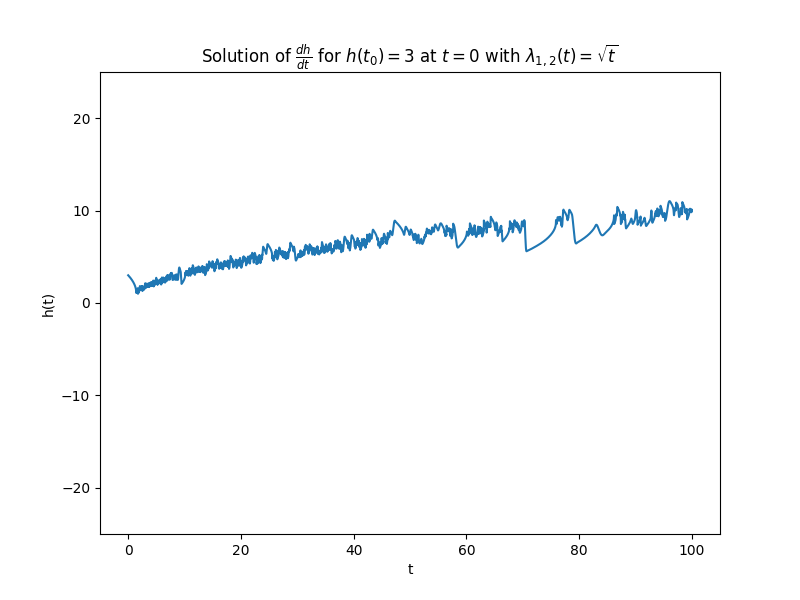 Solution of $\frac{dh}{dt}$ for $h(t_0) = 3$ at $t = 0$ with $\lambda_{1,2}(t) = \sqrt{t}$
20
10
0
−10
−20
h(t)
0 20 40 60 80 100
t